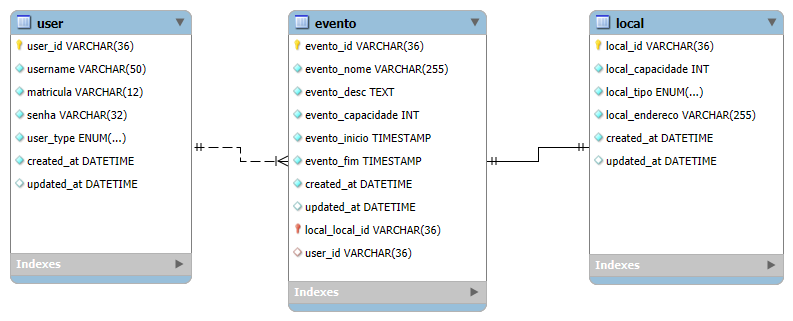 user
user_id VARCHAR(36)
username VARCHAR(50)
matricula VARCHAR(12)
senha VARCHAR(32)
user_type ENUM(...)
created_at DATETIME
updated_at DATETIME
Indexes
evento
evento_id VARCHAR(36)
evento_nome VARCHAR(255)
evento_desc TEXT
evento_capacidade INT
evento_inicio TIMESTAMP
evento_fim TIMESTAMP
created_at DATETIME
updated_at DATETIME
local_local_id VARCHAR(36)
user_id VARCHAR(36)
Indexes
local
local_id VARCHAR(36)
local_capacidade INT
local_tipo ENUM(...)
local_endereco VARCHAR(255)
created_at DATETIME
updated_at DATETIME
Indexes